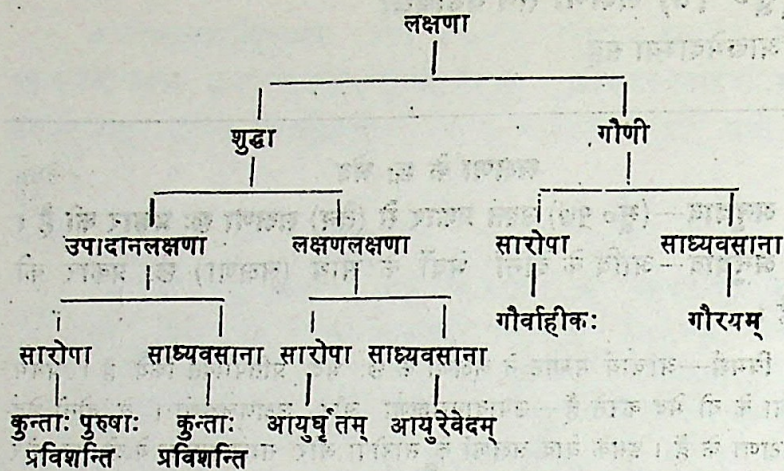 लक्षणा
शुद्धा गौणी
उपादानलक्षणा लक्षणलक्षणा सारोपा साध्यवसाना
गौर्वाहीकः गौरयम्
सारोपा साध्यवसाना सारोपा साध्यवसाना
कुन्ताः पुरुषाः कुन्ताः आयुर्घृतम् आयुरेवेदम्
प्रविशन्ति प्रविशन्ति